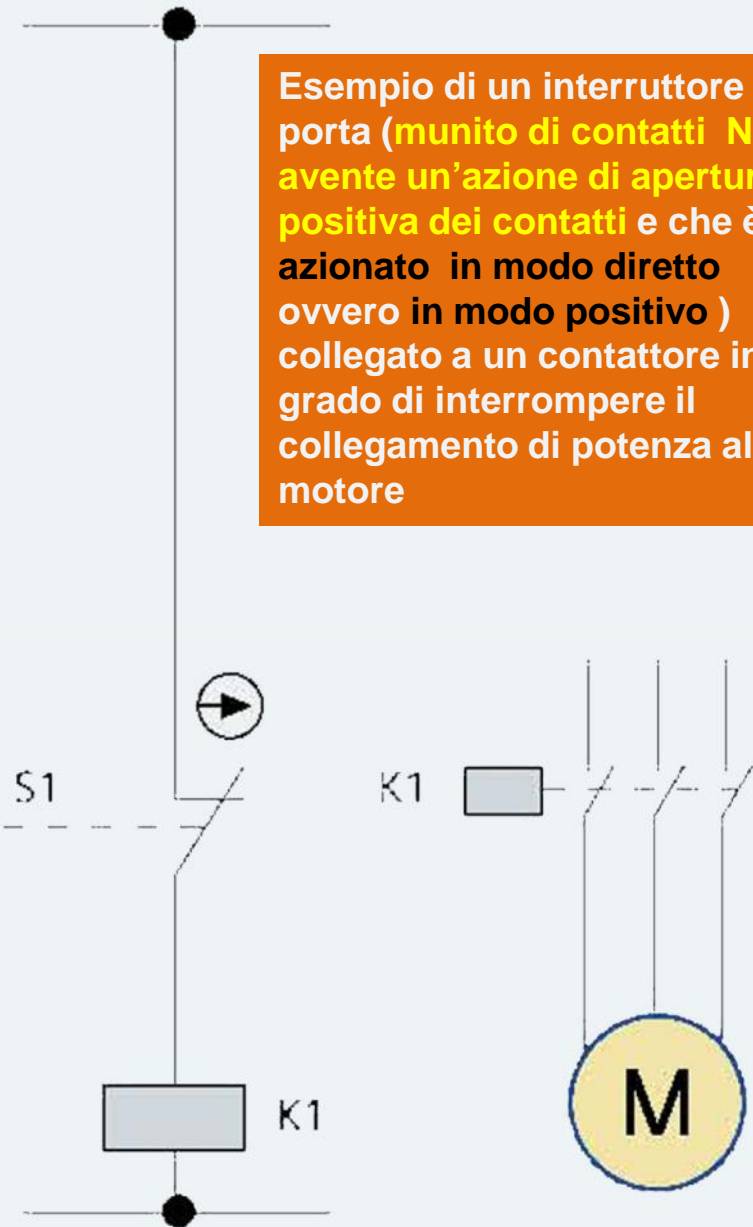 Esempio di un interruttore
porta (munito di contatti N
avente un'azione di apertur
positiva dei contatti e che è
azionato in modo diretto
ovvero in modo positivo )
collegato a un contattore in
grado di interrompere il
collegamento di potenza al
motore
S1
K1
K1
M